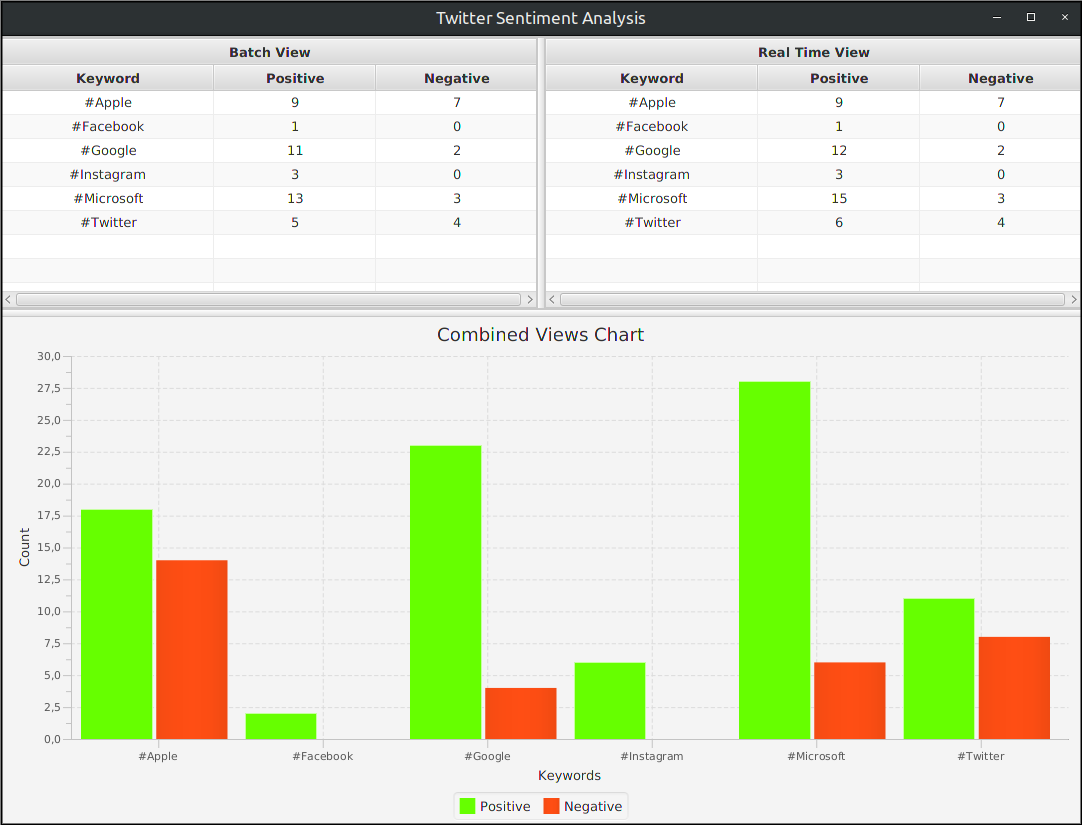 Twitter Sentiment Analysis
Batch View
Keyword Positive Negative
#Apple 9 7
#Facebook 1 0
#Google 11 2
#Instagram 3 0
#Microsoft 13 3
#Twitter 5 4
Real Time View
Keyword Positive Negative
#Apple 9 7
#Facebook 1 0
#Google 12 2
#Instagram 3 0
#Microsoft 15 3
#Twitter 6 4
Combined Views Chart
30,0
27,5
25,0
22,5
20,0
17,5
15,0
12,5
10,0
7,5
5,0
2,5
0,0
Count
#Apple #Facebook #Google #Instagram #Microsoft #Twitter
Keywords
Positive Negative